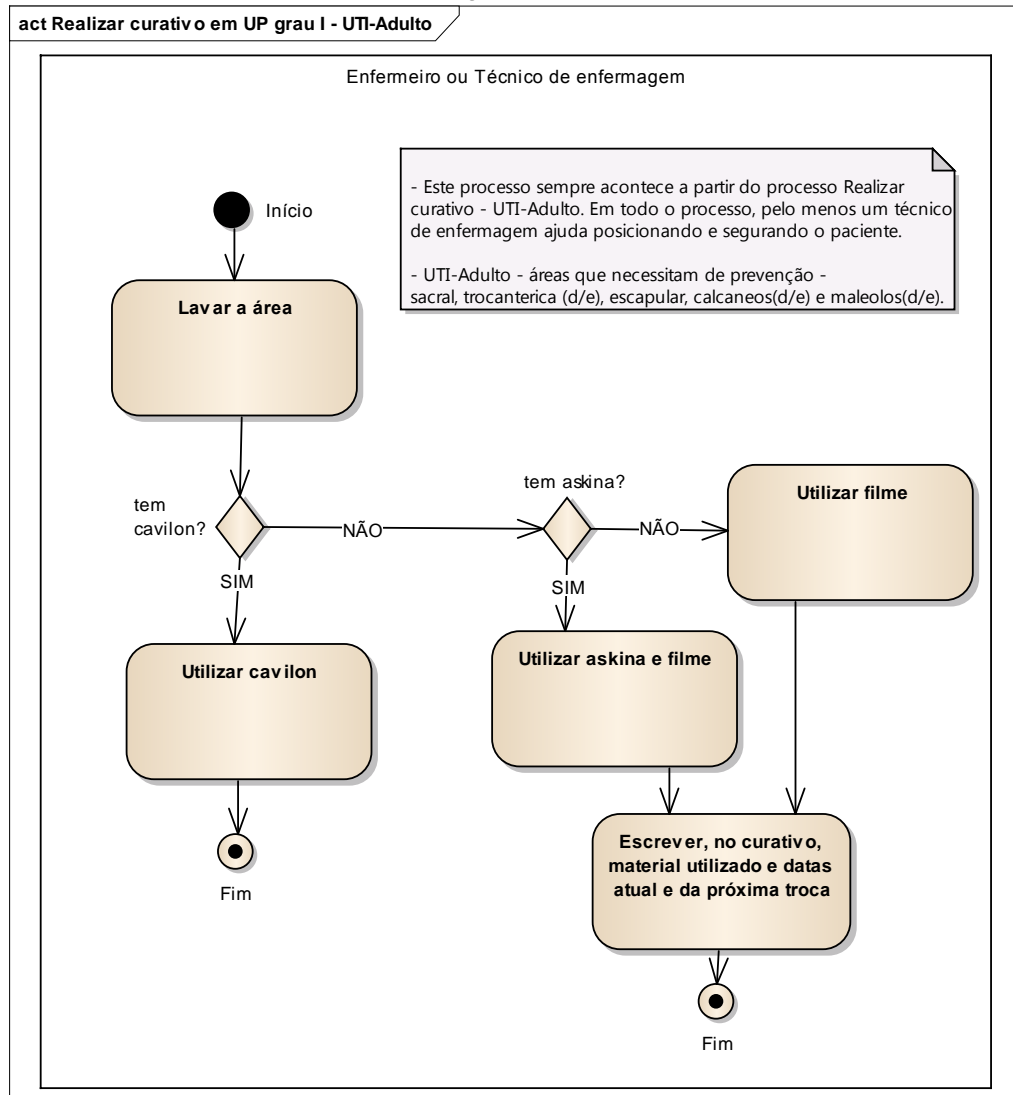 act Realizar curativo em UP grau I - UTI-Adulto
Enfermeiro ou Técnico de enfermagem
- Este processo sempre acontece a partir do processo Realizar
curativo - UTI-Adulto. Em todo o processo, pelo menos um técnico
de enfermagem ajuda posicionando e segurando o paciente.
- UTI-Adulto - áreas que necessitam de prevenção -
sacral, trocanterica (d/e), escapular, calcaneos(d/e) e maleolos(d/e).
Início
Lavar a área
tem
cavilon?
NÃO
tem askina?
NÃO
Utilizar filme
SIM
SIM
Utilizar cavilon
Utilizar askina e filme
Escrever, no curativo,
material utilizado e datas
atual e da próxima troca
Fim
Fim